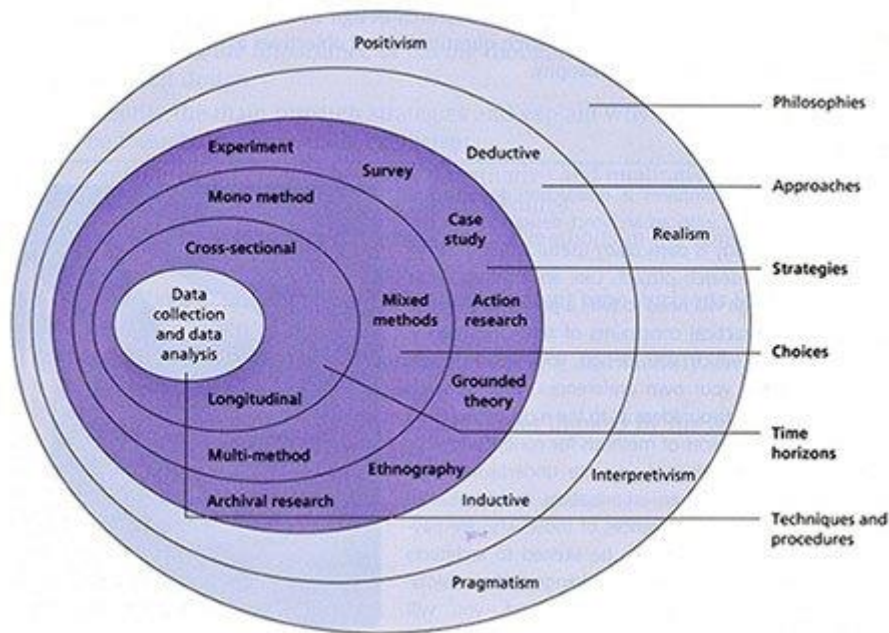 Positivism
Philosophies
Experiment
Deductive
Survey
Approaches
Mono method
Case
study
Realism
Cross-sectional
Strategies
Data
collection
and data
analysis
Mixed
methods
Action
research
Choices
Grounded
theory
Longitudinal
Time
horizons
Multi-method
Ethnography
Interpretivism
Archival research
Inductive
Techniques and
procedures
Pragmatism